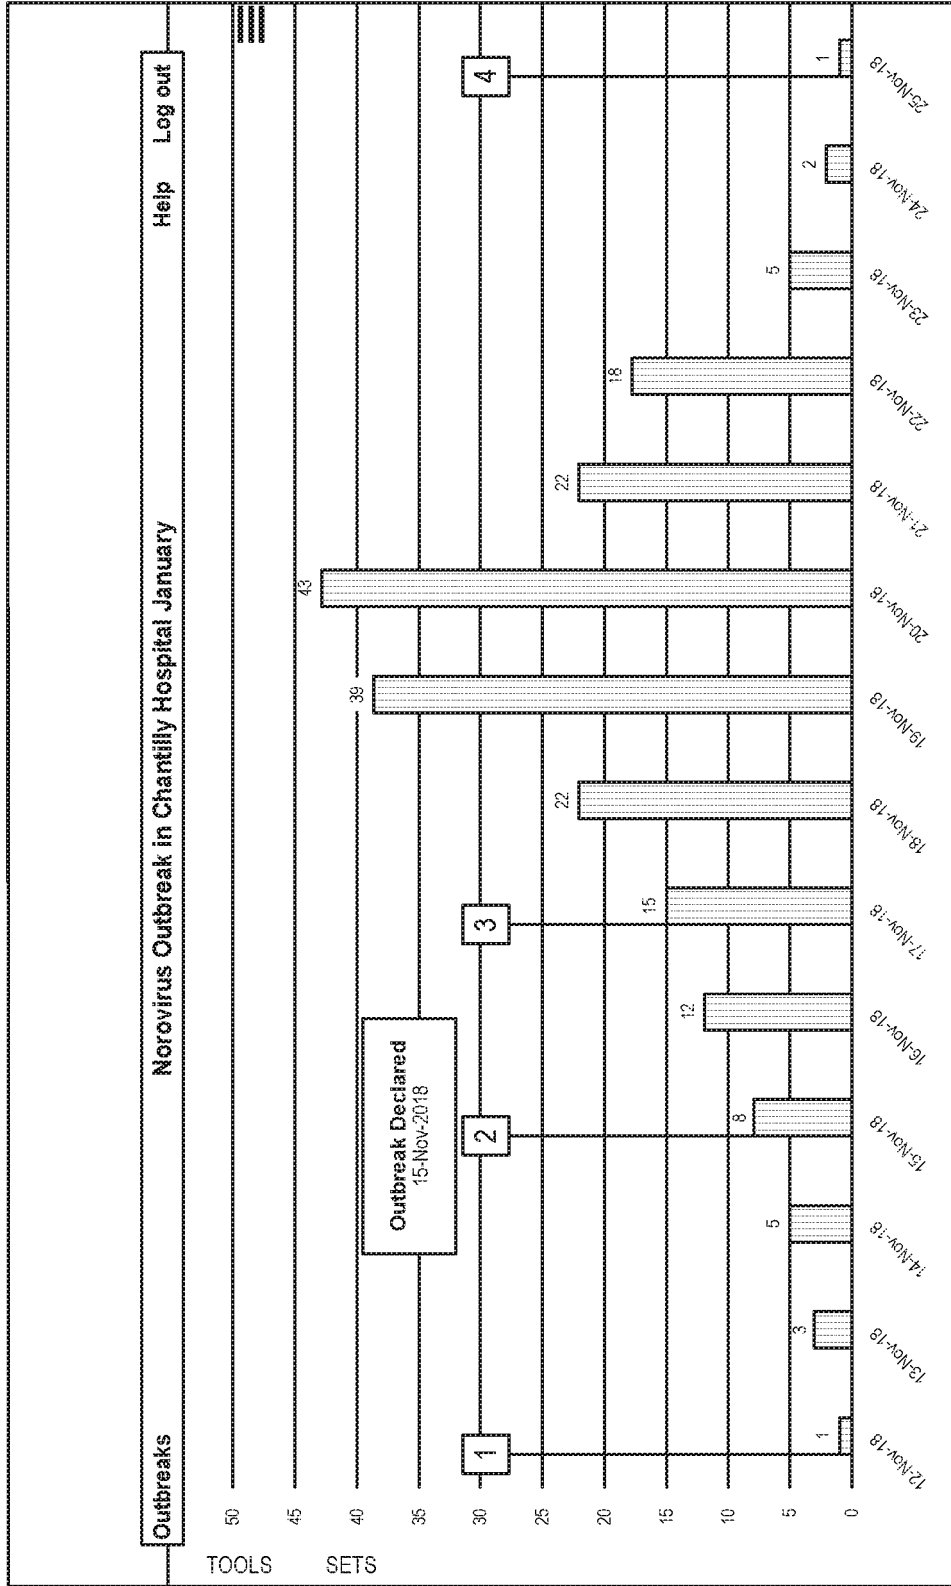 Outbreaks Norovirus Outbreak in Chantilly Hospital January Help Log out
TOOLS
SETS
50
45
40
35
30
25
20
15
10
5
0
Outbreak Declared
15-Nov-2018
1 2 3 4
1 3 5 8 12 15 22 39 43 22 18 5 2 1
12-Nov-18 13-Nov-18 14-Nov-18 15-Nov-18 16-Nov-18 17-Nov-18 18-Nov-18 19-Nov-18 20-Nov-18 21-Nov-18 22-Nov-18 23-Nov-18 24-Nov-18 25-Nov-18